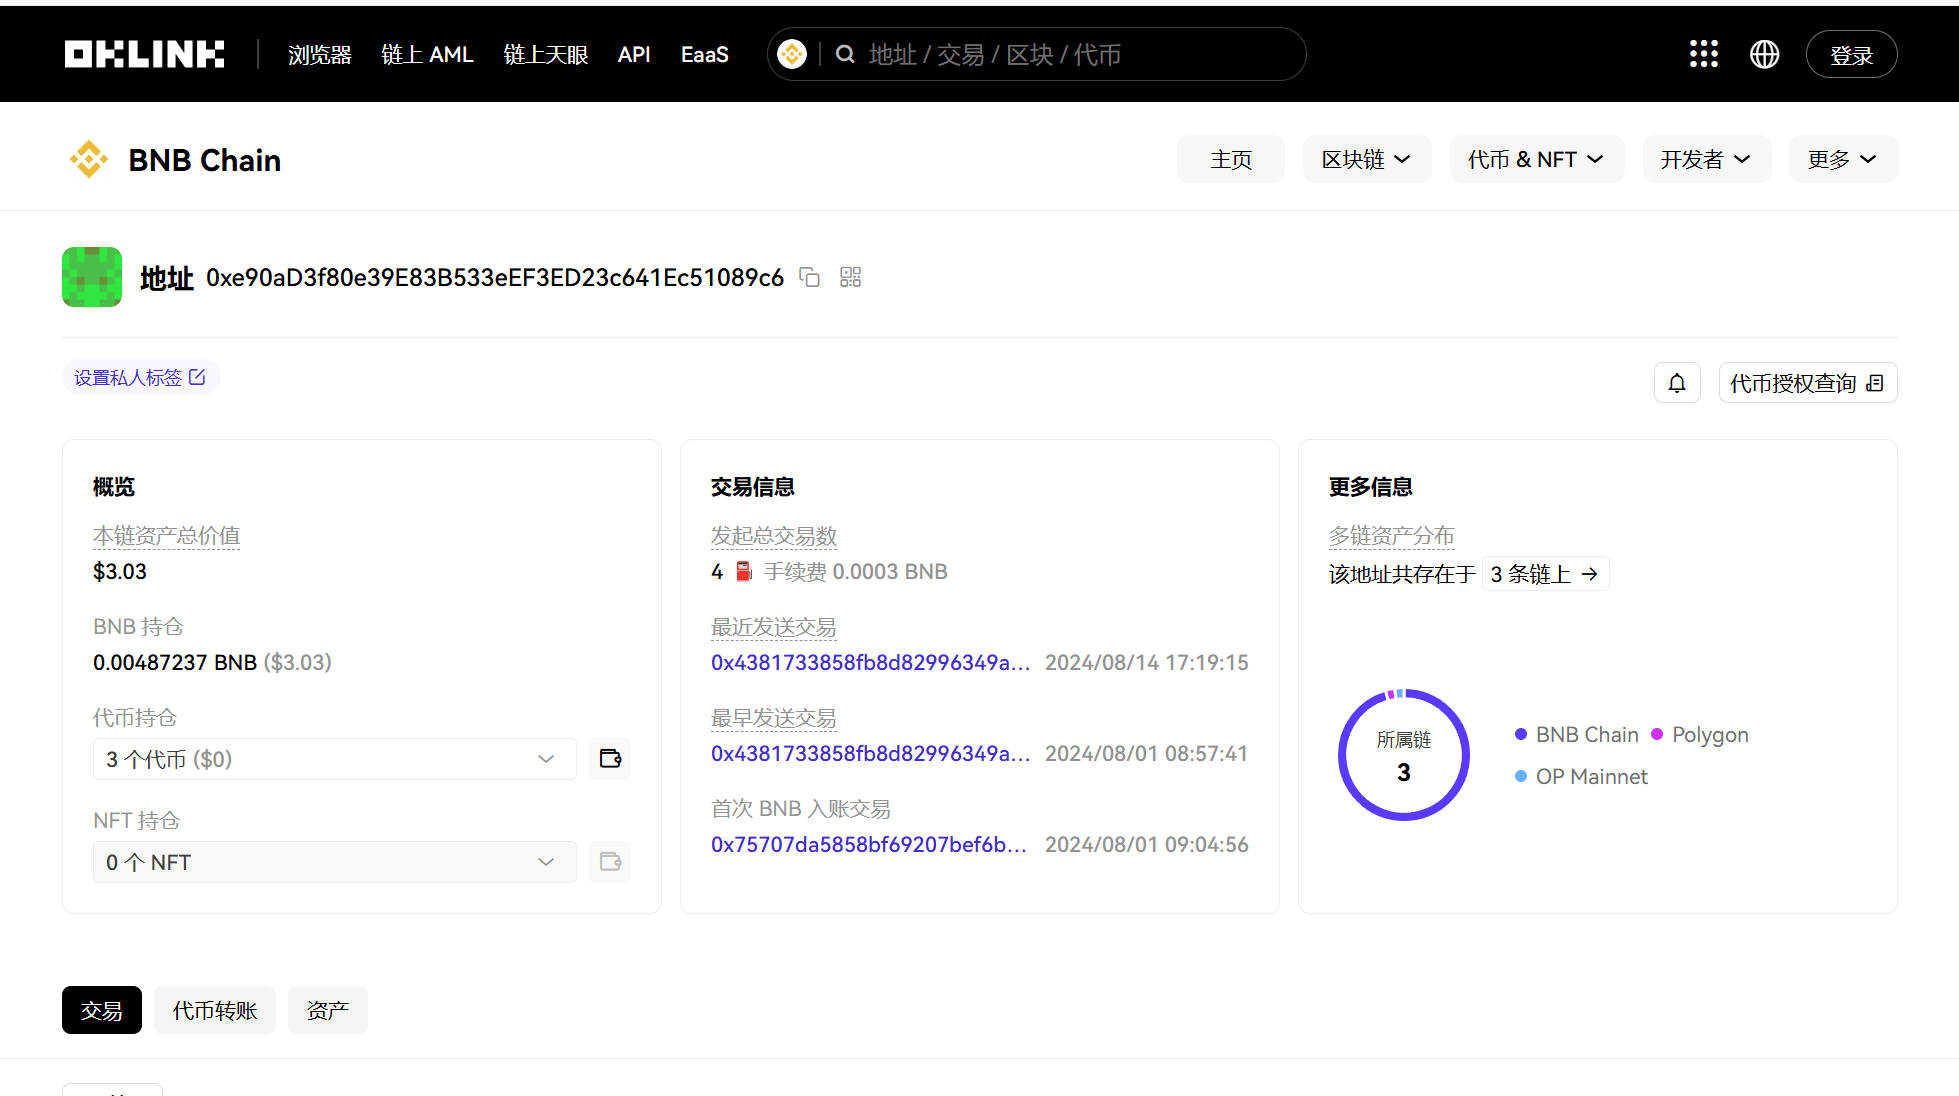 OKLINK
浏览器 链上 AML 链上天眼 API EaaS
地址 / 交易 / 区块 / 代币
登录
BNB Chain
主页 区块链 代币 & NFT 开发者 更多
地址 0xe90aD3f80e39E83B533eEF3ED23c641Ec51089c6
设置私人标签
代币授权查询
概览
本链资产总价值
$3.03
BNB 持仓
0.00487237 BNB ($3.03)
代币持仓
3 个代币 ($0)
NFT 持仓
0 个 NFT
交易信息
发起总交易数
4 手续费 0.0003 BNB
最近发送交易
0x4381733858fb8d82996349a... 2024/08/14 17:19:15
最早发送交易
0x4381733858fb8d82996349a... 2024/08/01 08:57:41
首次 BNB 入账交易
0x75707da5858bf69207bef6b... 2024/08/01 09:04:56
更多信息
多链资产分布
该地址共存在于 3 条链上 →
所属链
3
BNB Chain Polygon
OP Mainnet
交易 代币转账 资产